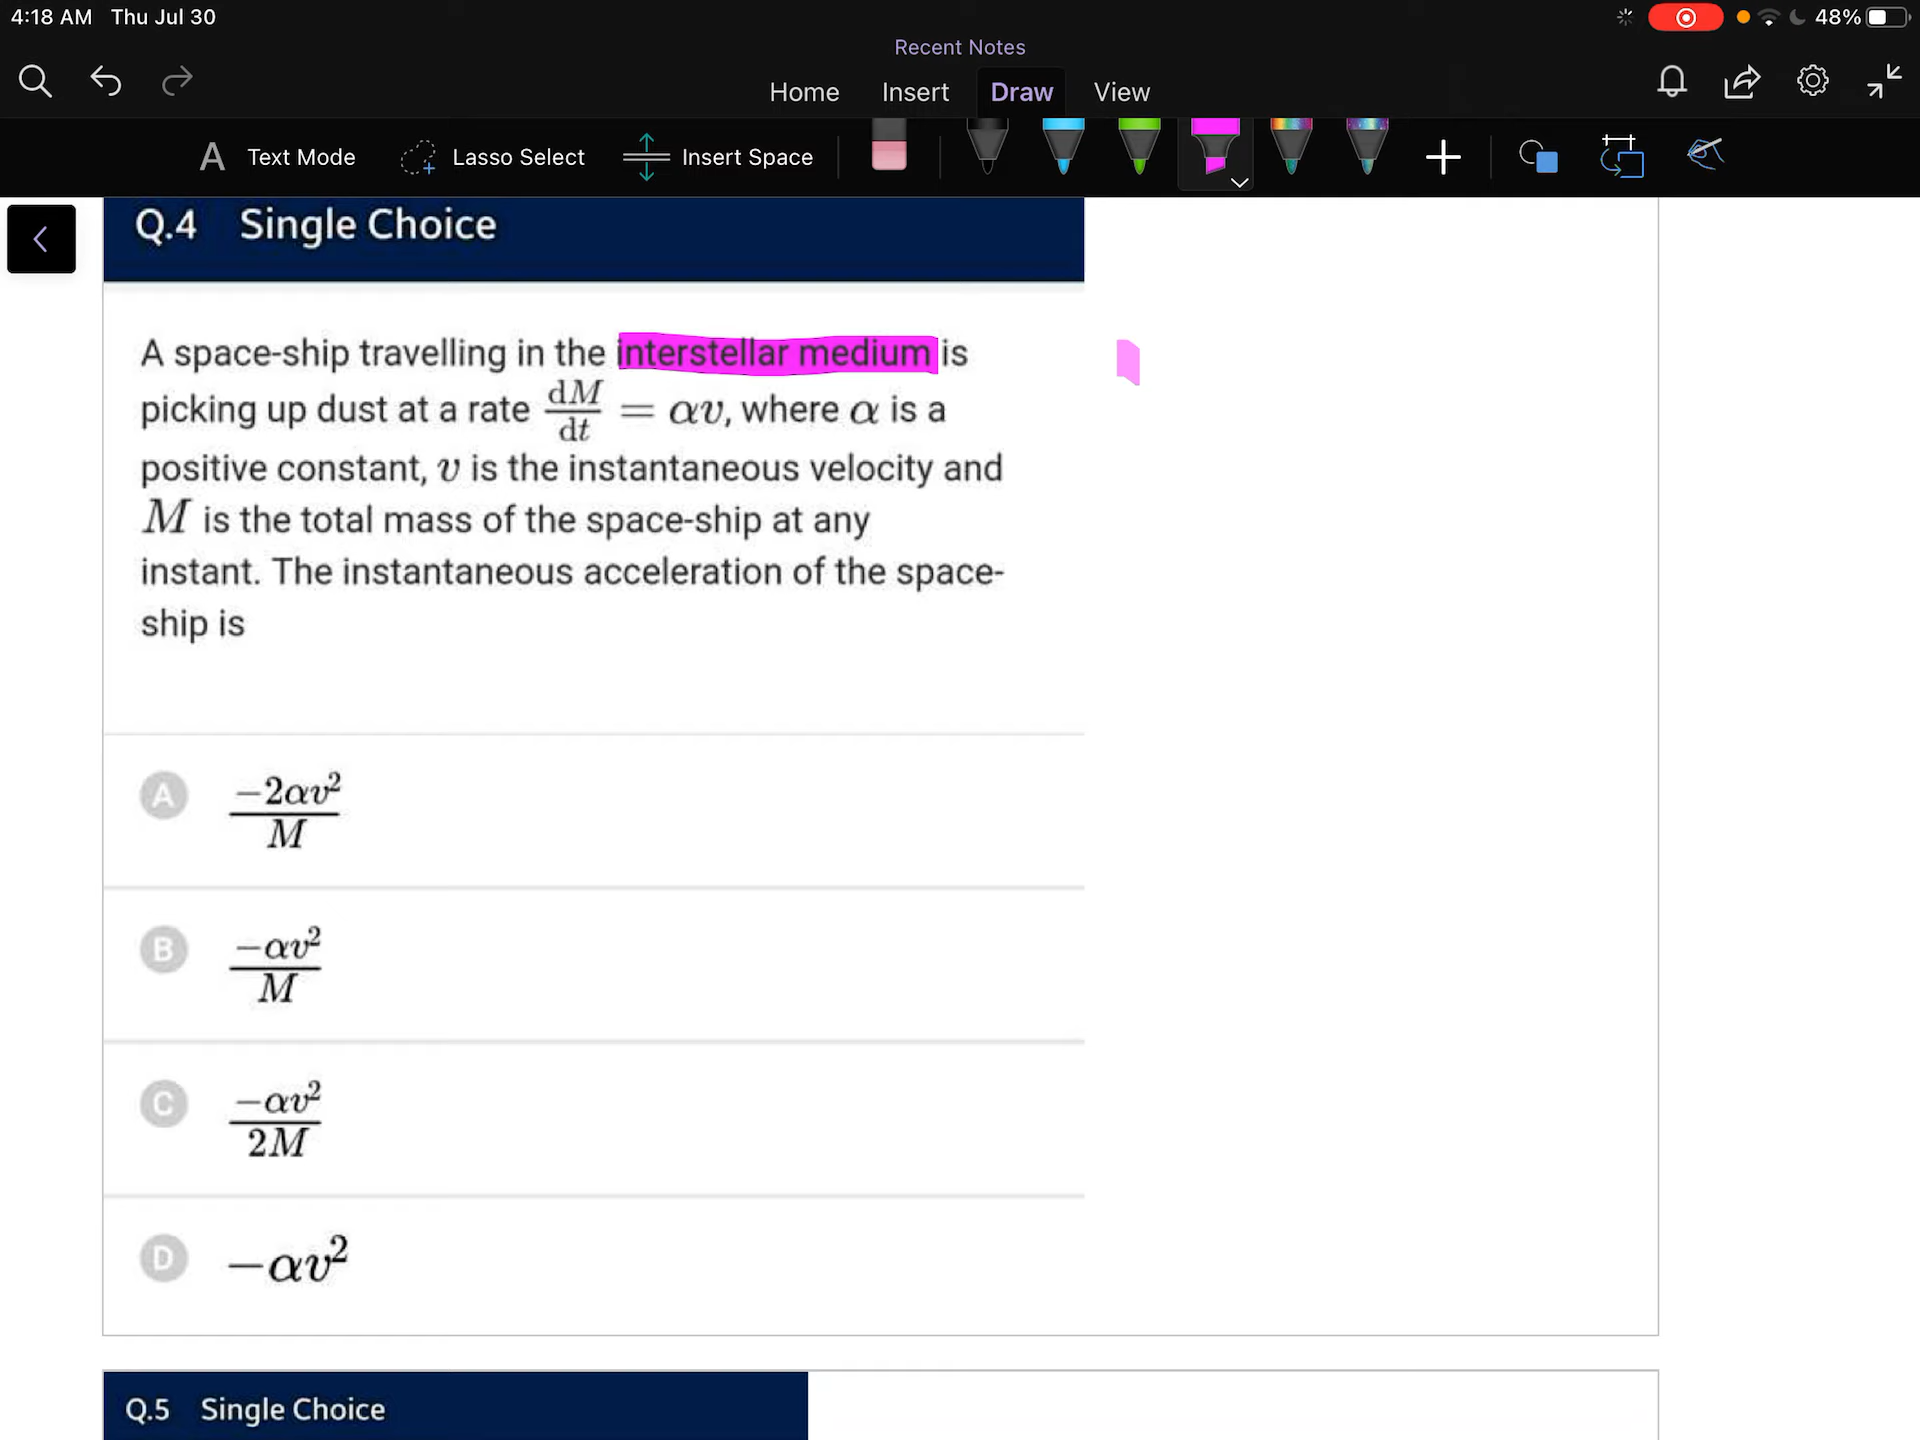 4:18 AM Thu Jul 30
48%
Recent Notes
Home Insert Draw View
A Text Mode Lasso Select Insert Space
Q.4 Single Choice
A space-ship travelling in the interstellar medium is
picking up dust at a rate dM/dt = αv, where α is a
positive constant, v is the instantaneous velocity and
M is the total mass of the space-ship at any
instant. The instantaneous acceleration of the space-
ship is
A −2αv²/M
B −αv²/M
C −αv²/2M
D −αv²
Q.5 Single Choice